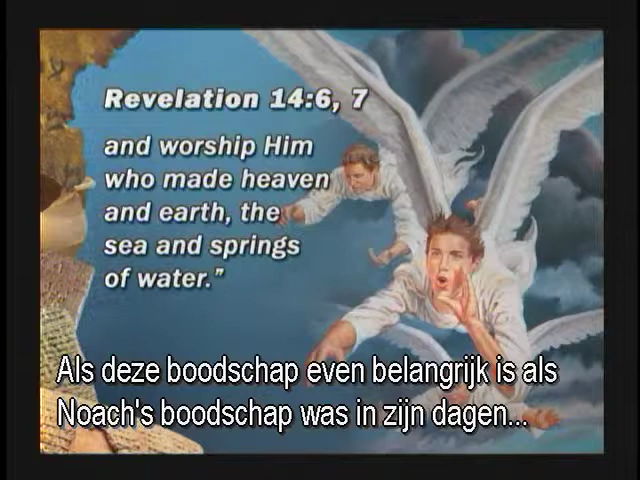 Revelation 14:6, 7
and worship Him
who made heaven
and earth, the
sea and springs
of water."
Als deze boodschap even belangrijk is als
Noach's boodschap was in zijn dagen...